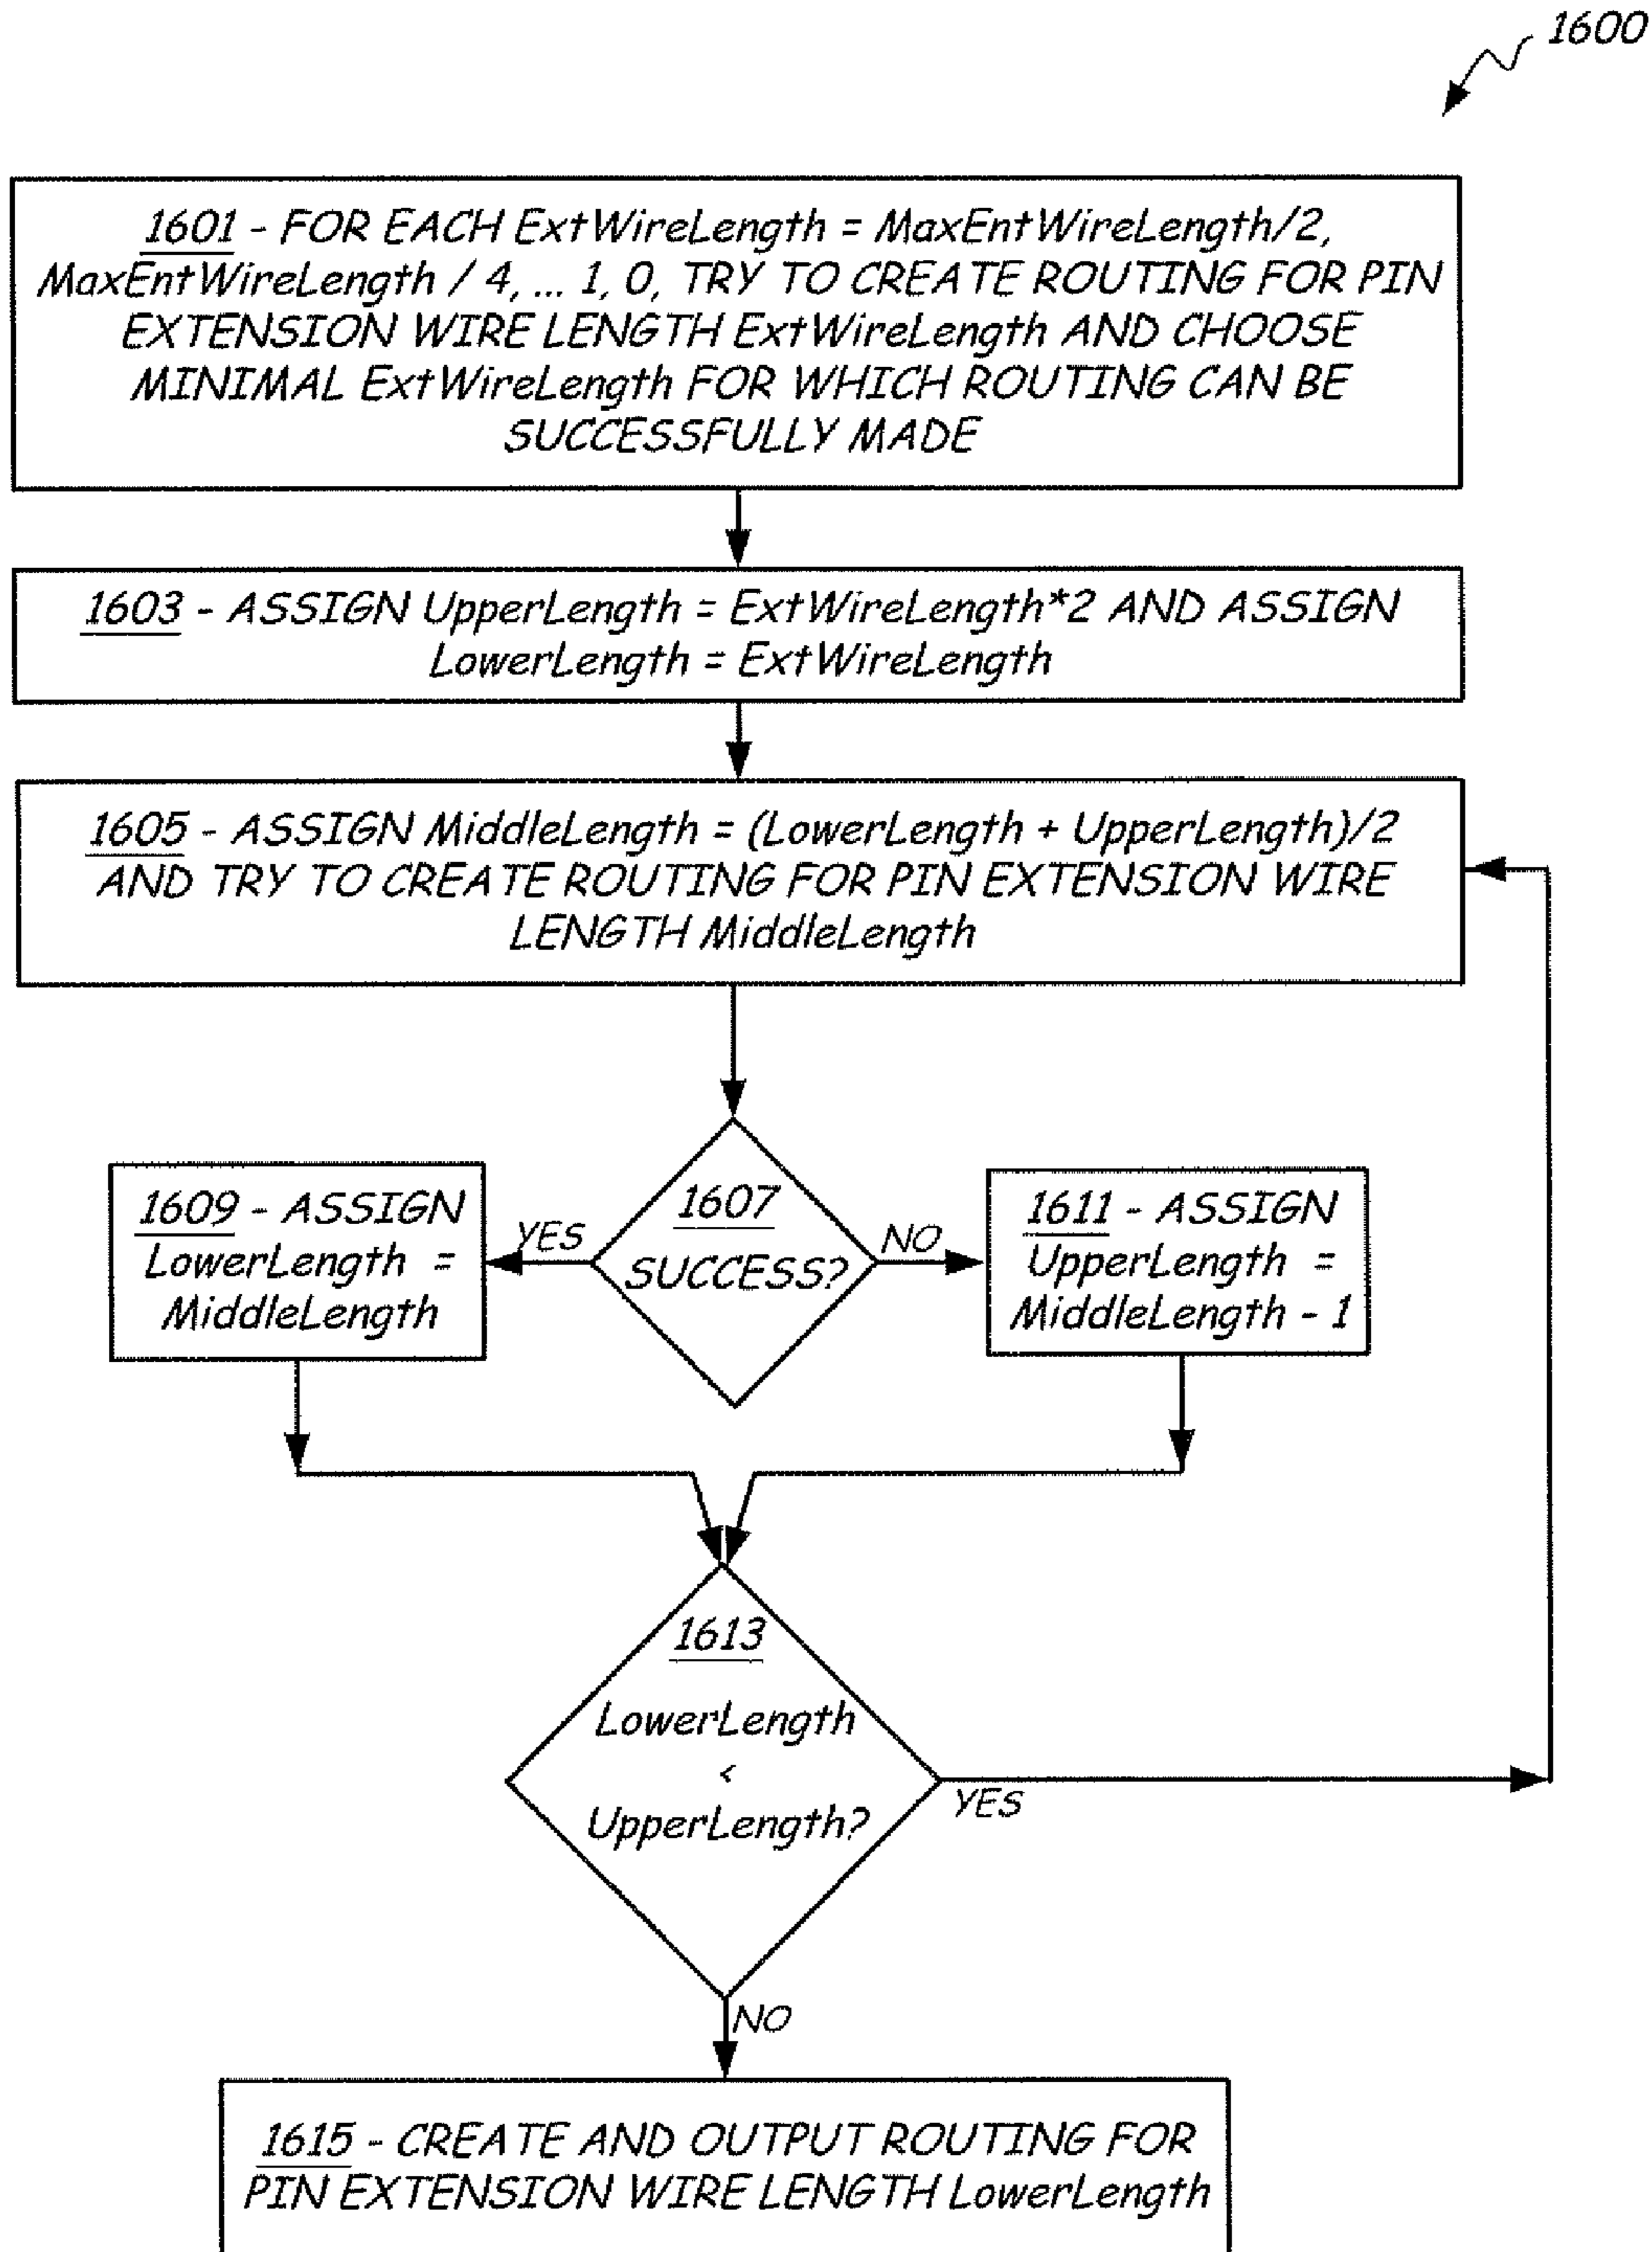 1600
1601 - FOR EACH ExtWireLength = MaxEntWireLength/2,
MaxEntWireLength / 4, ... 1, 0, TRY TO CREATE ROUTING FOR PIN
EXTENSION WIRE LENGTH ExtWireLength AND CHOOSE
MINIMAL ExtWireLength FOR WHICH ROUTING CAN BE
SUCCESSFULLY MADE
1603 - ASSIGN UpperLength = ExtWireLength*2 AND ASSIGN
LowerLength = ExtWireLength
1605 - ASSIGN MiddleLength = (LowerLength + UpperLength)/2
AND TRY TO CREATE ROUTING FOR PIN EXTENSION WIRE
LENGTH MiddleLength
1607
SUCCESS?
YES
NO
1609 - ASSIGN
LowerLength =
MiddleLength
1611 - ASSIGN
UpperLength =
MiddleLength - 1
1613
LowerLength
<
UpperLength?
YES
NO
1615 - CREATE AND OUTPUT ROUTING FOR
PIN EXTENSION WIRE LENGTH LowerLength